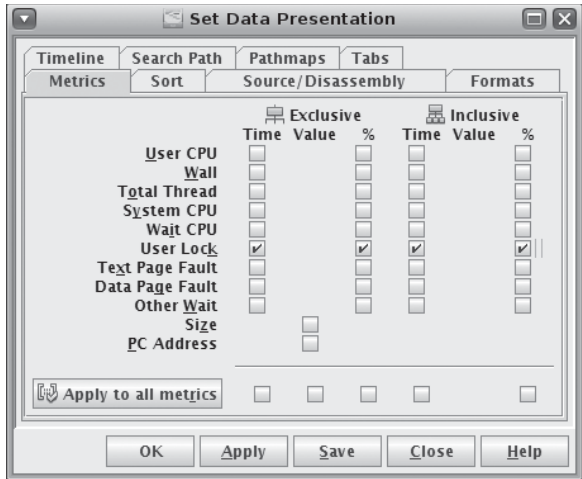 Set Data Presentation
Timeline Search Path Pathmaps Tabs
Metrics Sort Source/Disassembly Formats
Exclusive Inclusive
Time Value % Time Value %
User CPU
Wall
Total Thread
System CPU
Wait CPU
User Lock
Text Page Fault
Data Page Fault
Other Wait
Size
PC Address
Apply to all metrics
OK Apply Save Close Help